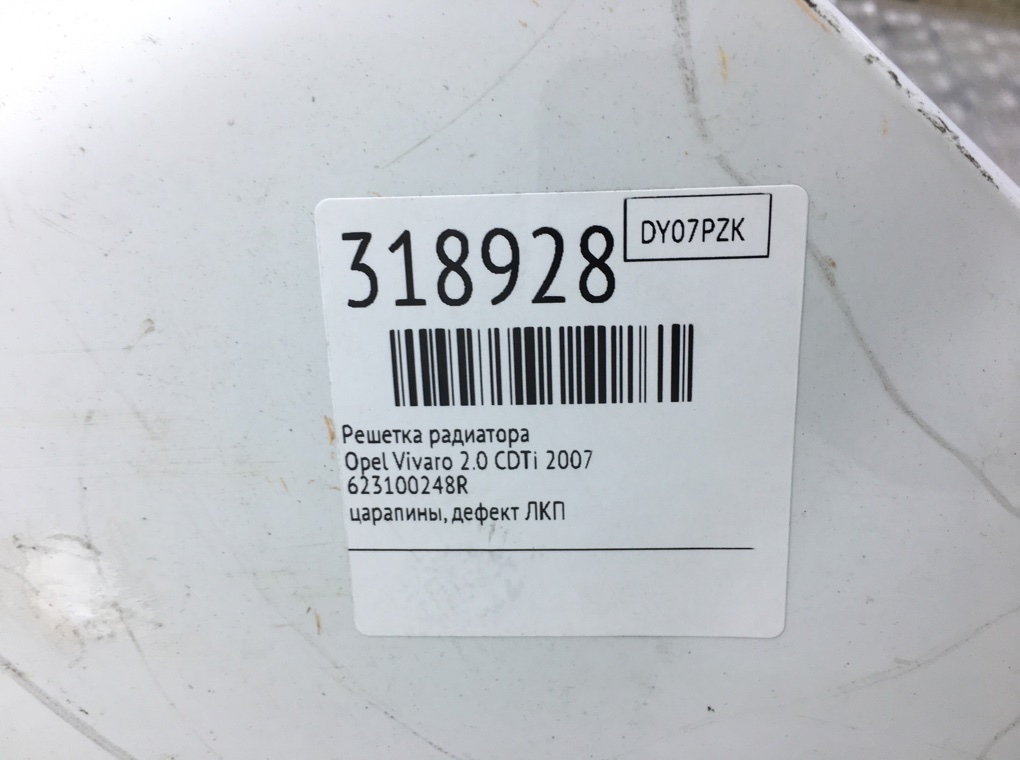 318928
DY07PZK
Решетка радиатора
Opel Vivaro 2.0 CDTi 2007
623100248R
царапины, дефект ЛКП